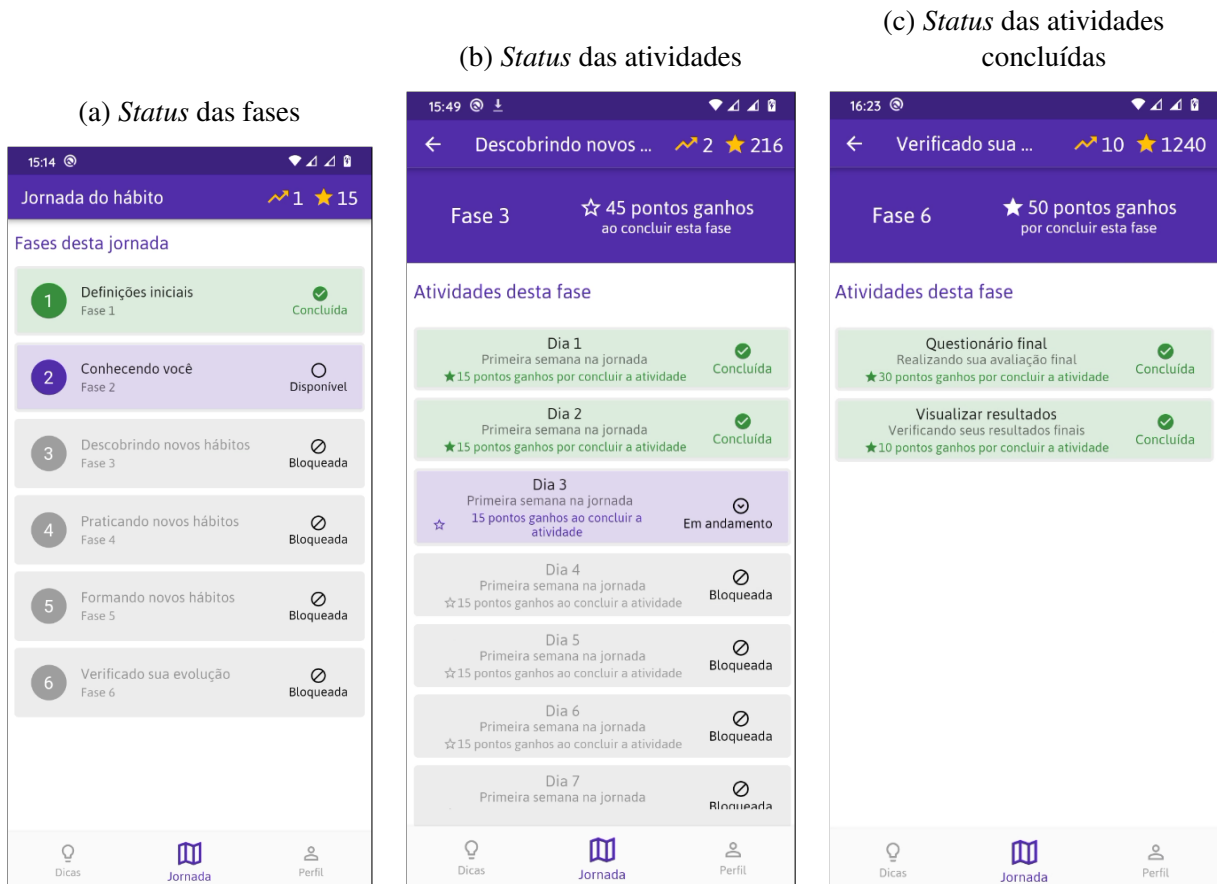 (a) Status das fases
15:14
Jornada do hábito 1 15
Fases desta jornada
1 Definições iniciais
Fase 1
Concluída
2 Conhecendo você
Fase 2
Disponível
3 Descobrindo novos hábitos
Fase 3
Bloqueada
4 Praticando novos hábitos
Fase 4
Bloqueada
5 Formando novos hábitos
Fase 5
Bloqueada
6 Verificado sua evolução
Fase 6
Bloqueada
Dicas
Jornada
Perfil
(b) Status das atividades
15:49
Descobrindo novos ... 2 216
Fase 3
45 pontos ganhos
ao concluir esta fase
Atividades desta fase
Dia 1
Primeira semana na jornada
15 pontos ganhos por concluir a atividade
Concluída
Dia 2
Primeira semana na jornada
15 pontos ganhos por concluir a atividade
Concluída
Dia 3
Primeira semana na jornada
15 pontos ganhos ao concluir a
atividade
Em andamento
Dia 4
Primeira semana na jornada
15 pontos ganhos ao concluir a atividade
Bloqueada
Dia 5
Primeira semana na jornada
15 pontos ganhos ao concluir a atividade
Bloqueada
Dia 6
Primeira semana na jornada
15 pontos ganhos ao concluir a atividade
Bloqueada
Dia 7
Primeira semana na jornada
Bloqueada
Dicas
Jornada
Perfil
(c) Status das atividades
concluídas
16:23
Verificado sua ... 10 1240
Fase 6
50 pontos ganhos
por concluir esta fase
Atividades desta fase
Questionário final
Realizando sua avaliação final
30 pontos ganhos por concluir a atividade
Concluída
Visualizar resultados
Verificando seus resultados finais
10 pontos ganhos por concluir a atividade
Concluída
Dicas
Jornada
Perfil